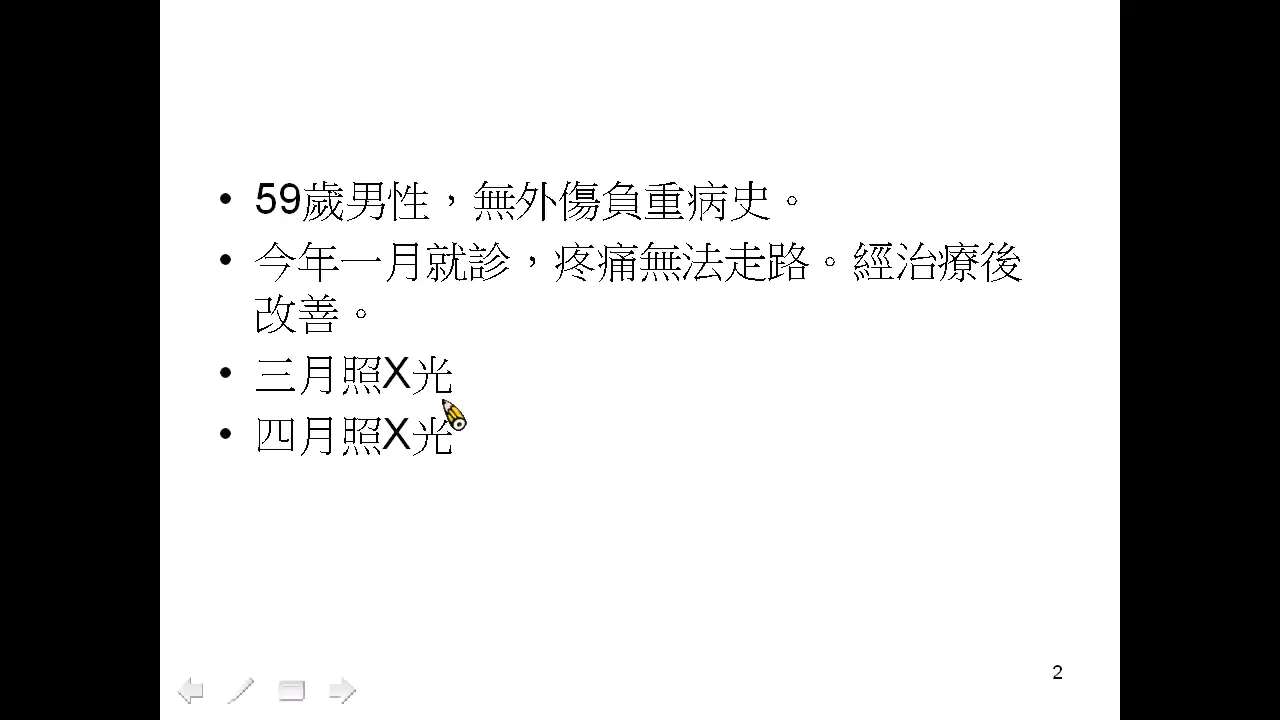 • 59歲男性，無外傷負重病史。
• 今年一月就診，疼痛無法走路。經治療後
改善。
• 三月照X光
• 四月照X光
2